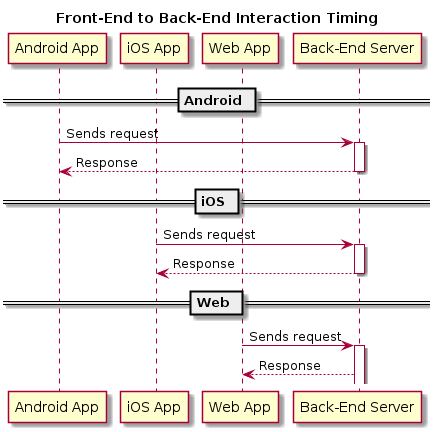 Front-End to Back-End Interaction Timing
Android App iOS App Web App Back-End Server
Android
Sends request
Response
iOS
Sends request
Response
Web
Sends request
Response
Android App iOS App Web App Back-End Server